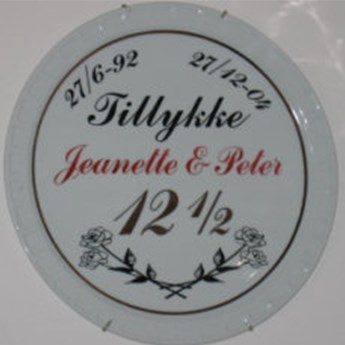 27/6-92 27/12-04
Tillykke
Jeanette & Peter
12 1/2